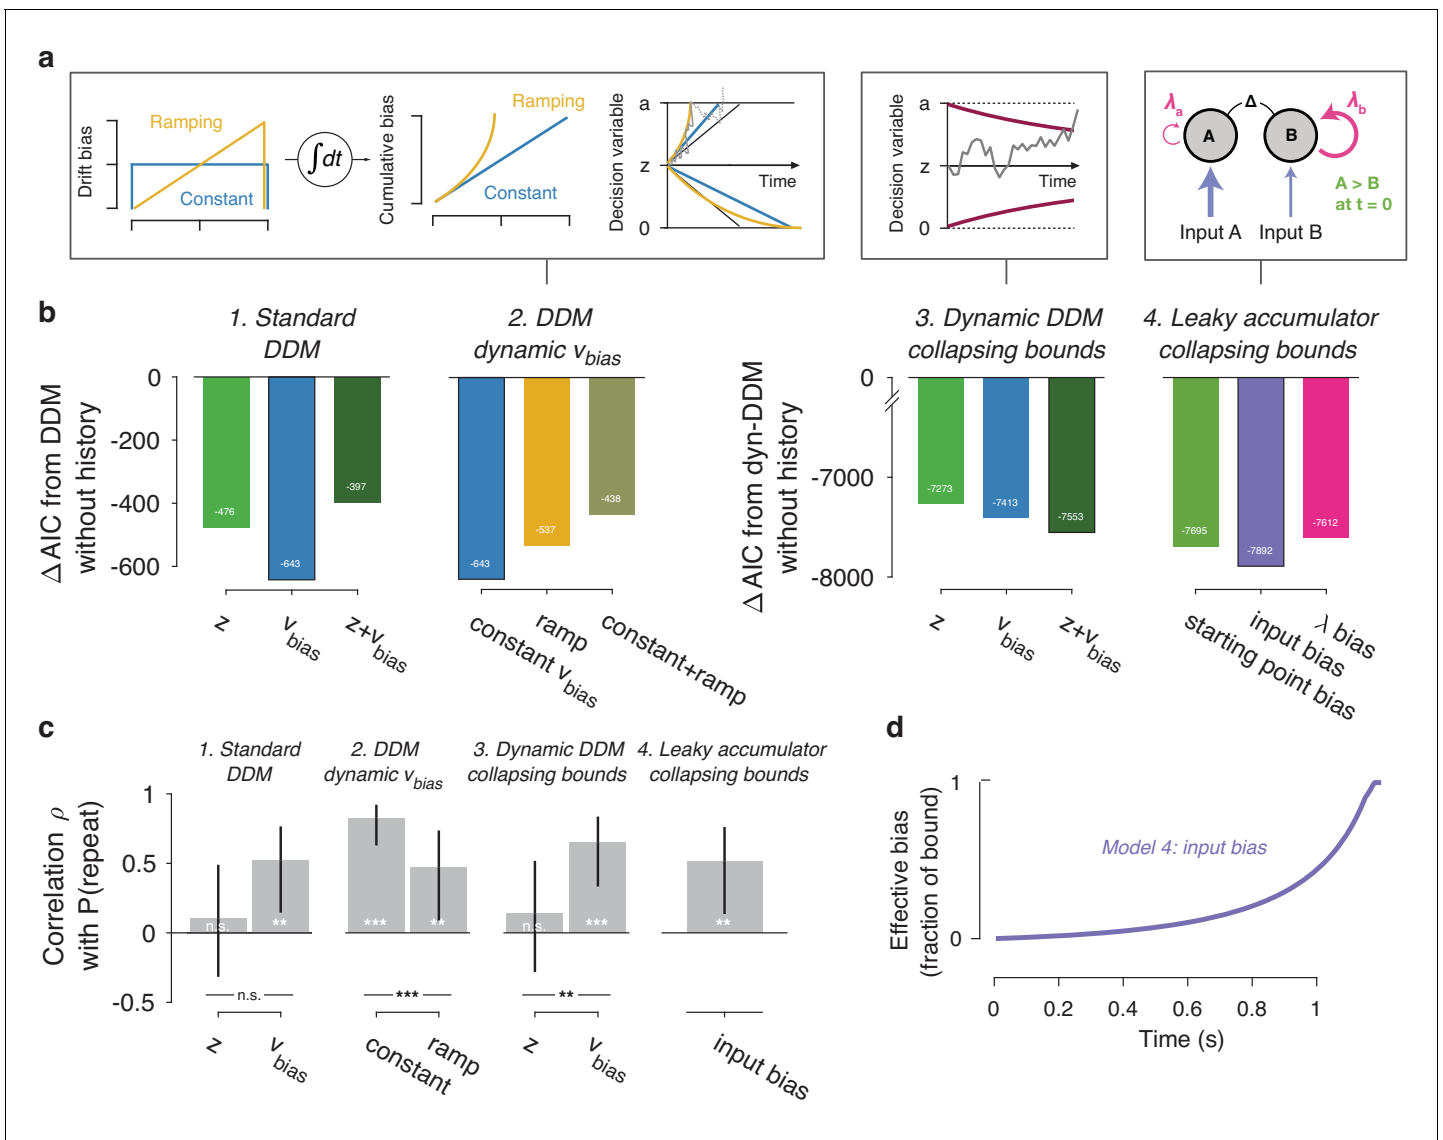 a
Ramping
Constant
Drift bias
∫dt
Ramping
Constant
Cumulative bias
a
z
0
Time
Decision variable
a
z
0
Time
Decision variable
λa
Δ
λb
A
B
A > B
at t = 0
Input A
Input B
b
1. Standard
DDM
2. DDM
dynamic vbias
3. Dynamic DDM
collapsing bounds
4. Leaky accumulator
collapsing bounds
Δ AIC from DDM
without history
0
-200
-400
-600
-476
-643
-397
z
vbias
z+vbias
-643
-537
-438
constant vbias
ramp
constant+ramp
Δ AIC from dyn-DDM
without history
0
-7000
-8000
-7273
-7413
-7553
z
vbias
z+vbias
-7695
-7892
-7612
starting point bias
input bias
λ bias
c
1. Standard
DDM
2. DDM
dynamic vbias
3. Dynamic DDM
collapsing bounds
4. Leaky accumulator
collapsing bounds
Correlation ρ
with P(repeat)
1
0.5
0
-0.5
n.s.
**
n.s.
z
vbias
***
**
***
constant
ramp
n.s.
***
**
z
vbias
**
input bias
d
Effective bias
(fraction of bound)
1
0
Model 4: input bias
0
0.2
0.4
0.6
0.8
1
Time (s)